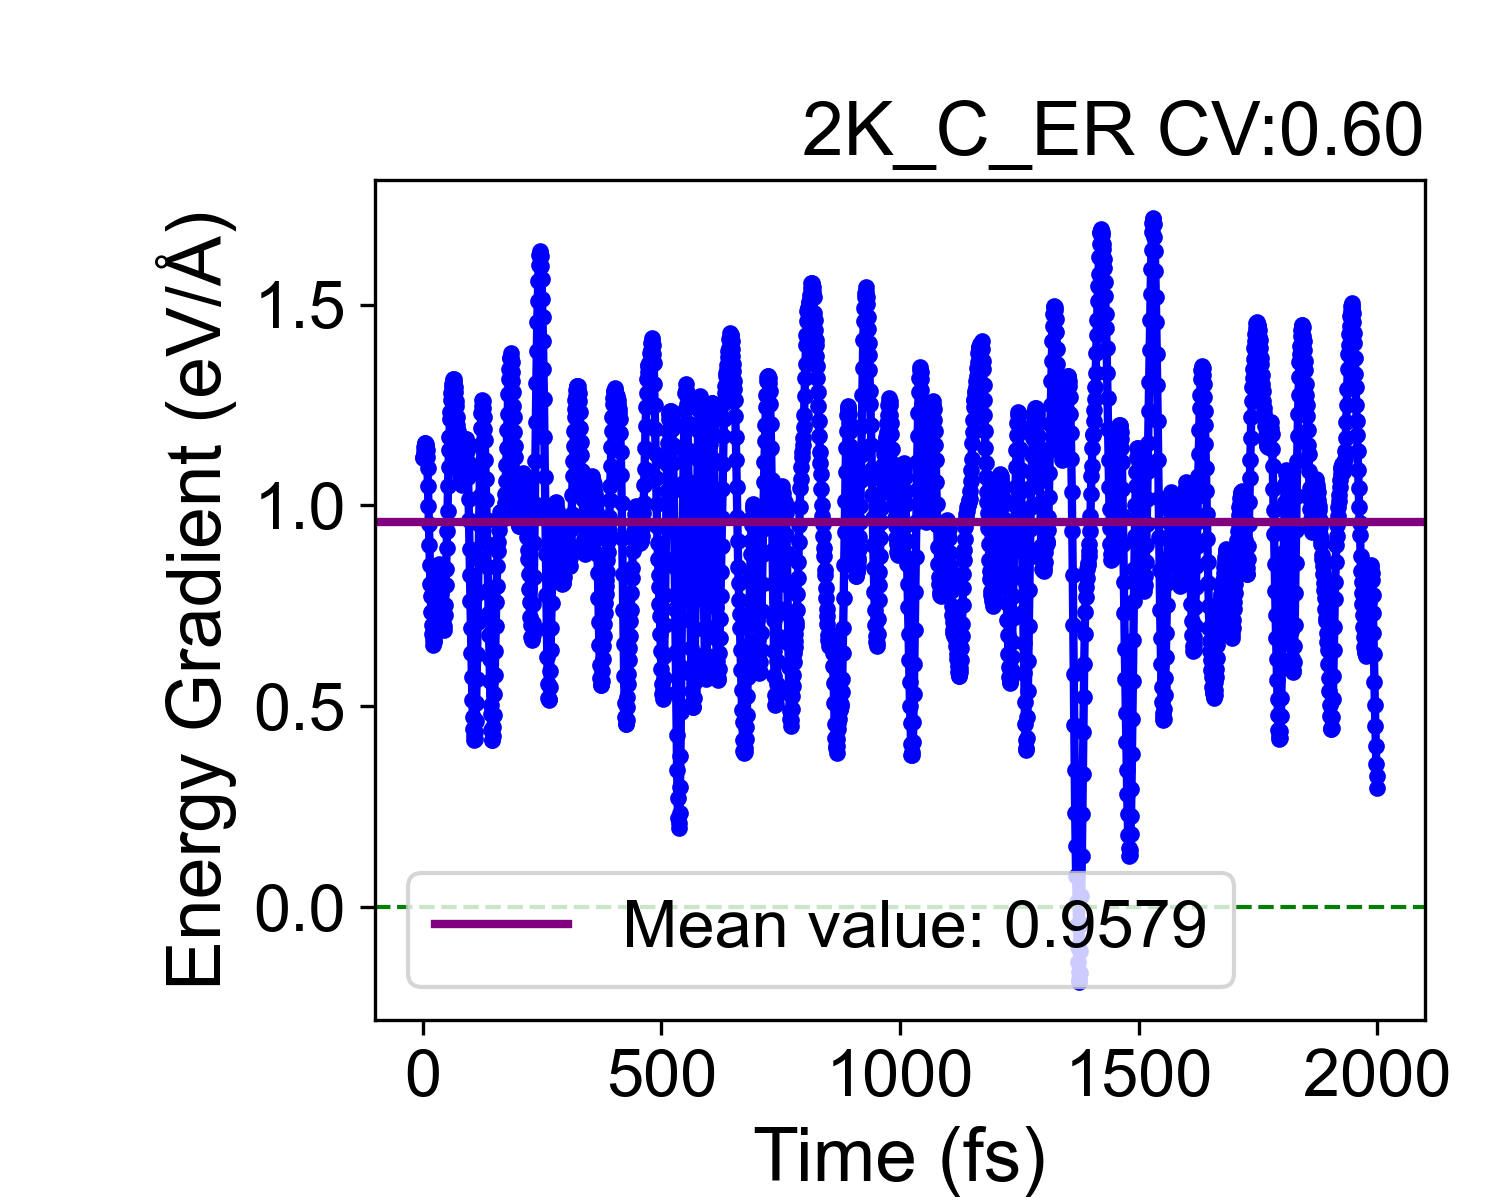 2K_C_ER CV:0.60
Energy Gradient (eV/Å)
1.5
1.0
0.5
0.0
Mean value: 0.9579
0 500 1000 1500 2000
Time (fs)